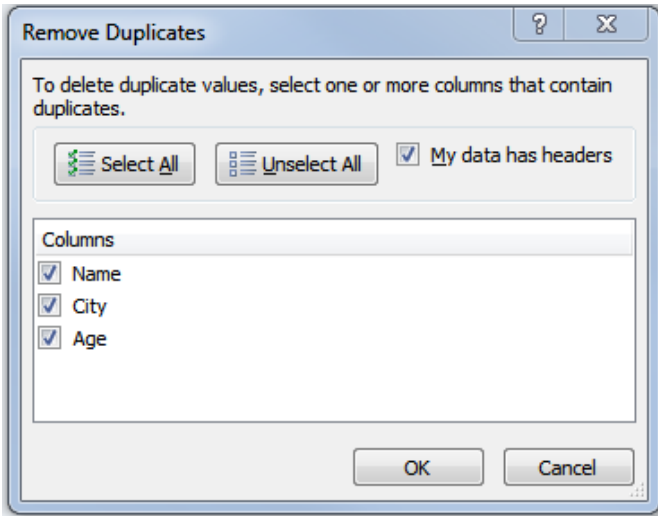 Remove Duplicates
To delete duplicate values, select one or more columns that contain
duplicates.
Select All
Unselect All
My data has headers
Columns
Name
City
Age
OK
Cancel